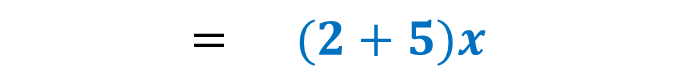 = (2 + 5)x